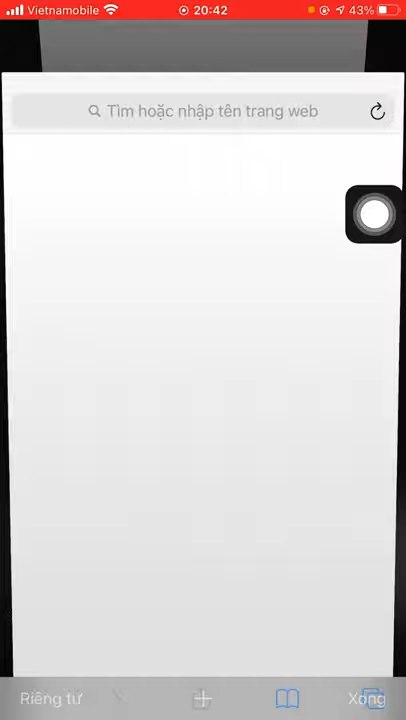 Vietnamobile 20:42 43%
Tìm hoặc nhập tên trang web
Riêng tư Xong